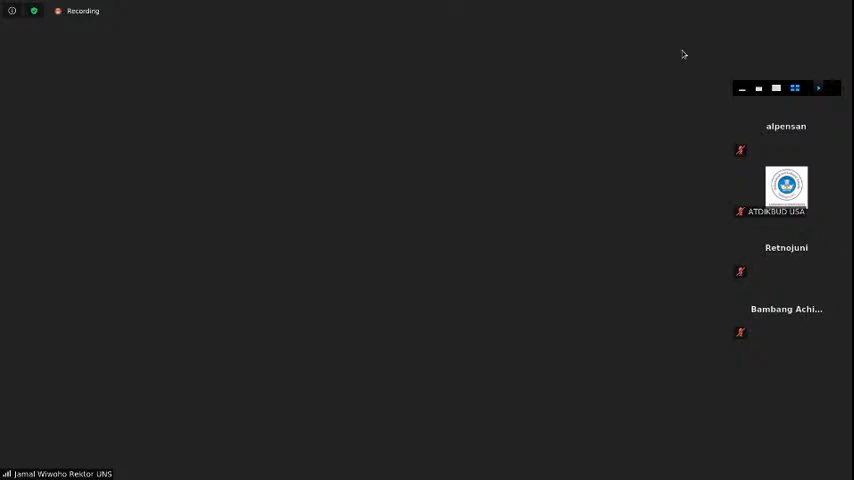 Recording
alpensan
ATDIKBUD USA
Retnojuni
Bambang Achi...
Jamal Wiwoho Rektor UNS